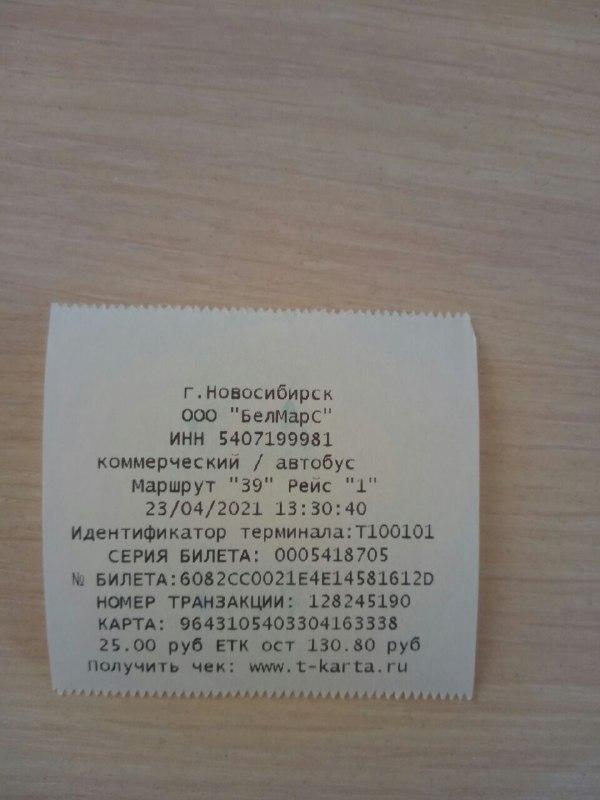 г.Новосибирск
ООО "БелМарС"
ИНН 5407199981
коммерческий / автобус
Маршрут "39" Рейс "1"
23/04/2021 13:30:40
Идентификатор терминала:Т100101
СЕРИЯ БИЛЕТА: 0005418705
№ БИЛЕТА:6082CC0021E4E14581612D
НОМЕР ТРАНЗАКЦИИ: 128245190
КАРТА: 9643105403304163338
25.00 руб ЕТК ост 130.80 руб
Получить чек: www.t-karta.ru